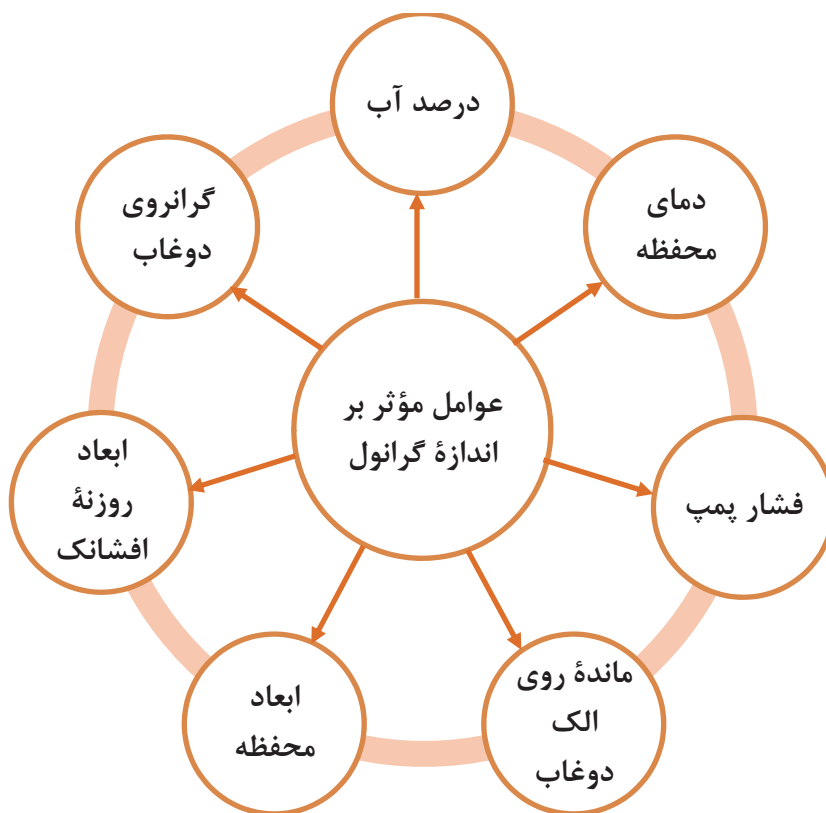 درصد آب
دمای
محفظه
فشار پمپ
ماندهٔ روی
الک
دوغاب
ابعاد
محفظه
ابعاد
روزنهٔ
افشانک
گرانروی
دوغاب
عوامل مؤثر بر
اندازهٔ گرانول